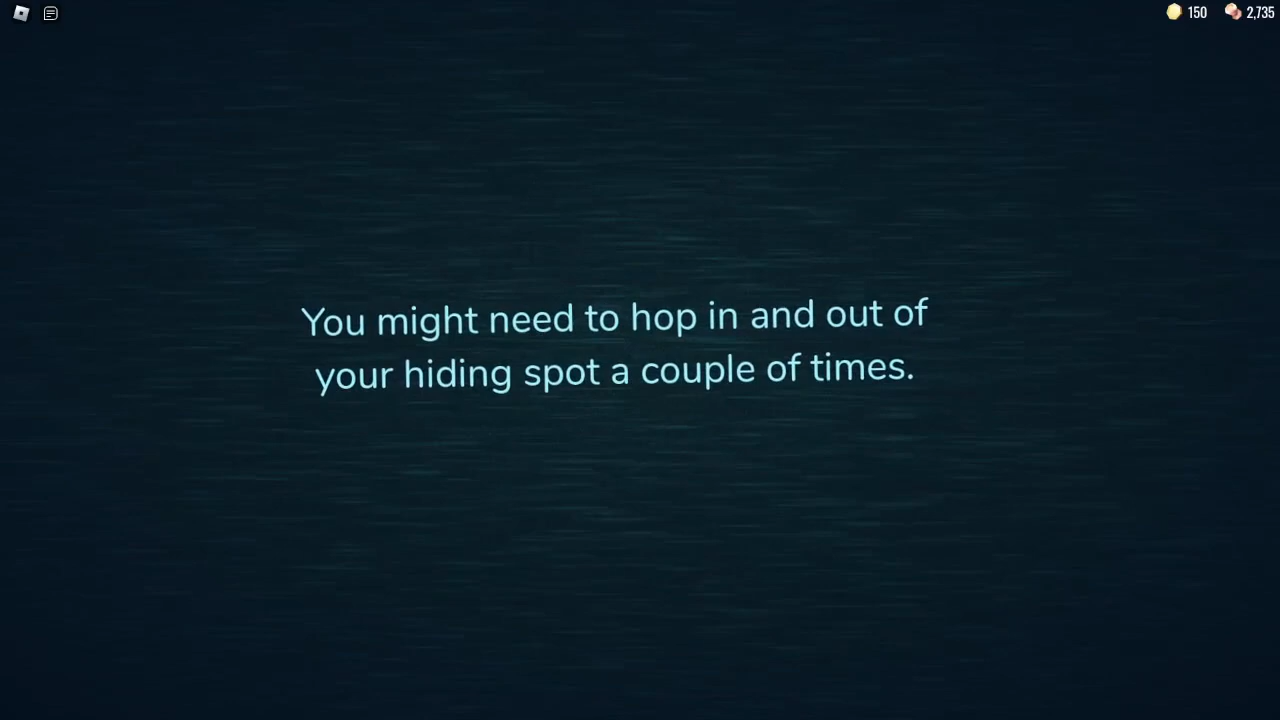 150 2,735
You might need to hop in and out of
your hiding spot a couple of times.